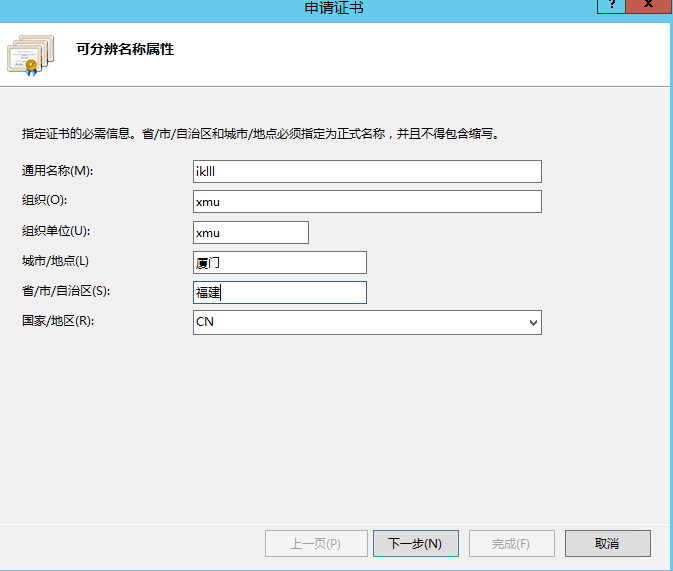 申请证书
? x
可分辨名称属性
指定证书的必需信息。省/市/自治区和城市/地点必须指定为正式名称，并且不得包含缩写。
通用名称(M): iklll
组织(O): xmu
组织单位(U): xmu
城市/地点(L) 厦门
省/市/自治区(S): 福建
国家/地区(R): CN
上一页(P) 下一步(N) 完成(F) 取消